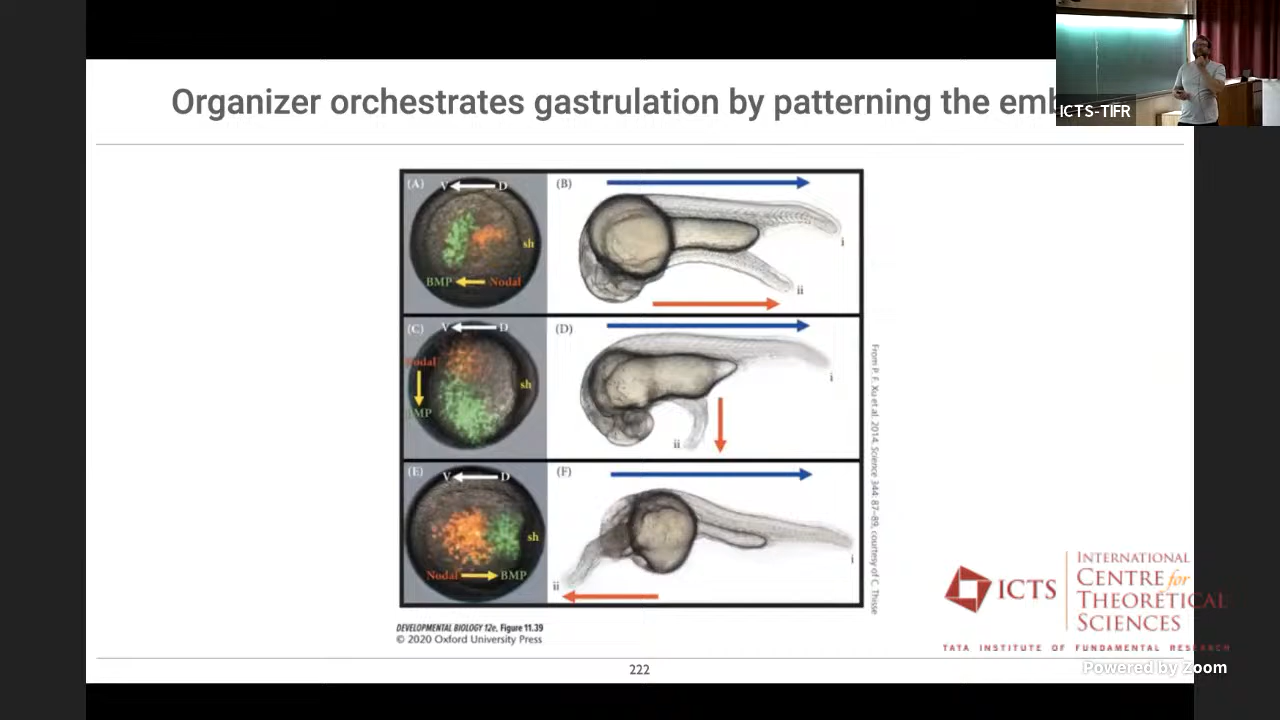 Organizer orchestrates gastrulation by patterning the
ICTS-TIFR
(A) V D
sh
BMP Nodal
(B)
i
ii
(C) V D
Nodal
sh
(D)
i
ii
(E) V D
sh
Nodal BMP
(F)
i
ii
From P. F. Xu et al. 2014. Science 344: 87–89, courtesy of C. Thisse
DEVELOPMENTAL BIOLOGY 12e, Figure 11.39
© 2020 Oxford University Press
222
ICTS
INTERNATIONAL
CENTRE for
THEORETICAL
SCIENCES
TATA INSTITUTE OF FUNDAMENTAL RESEARCH
Powered by Zoom